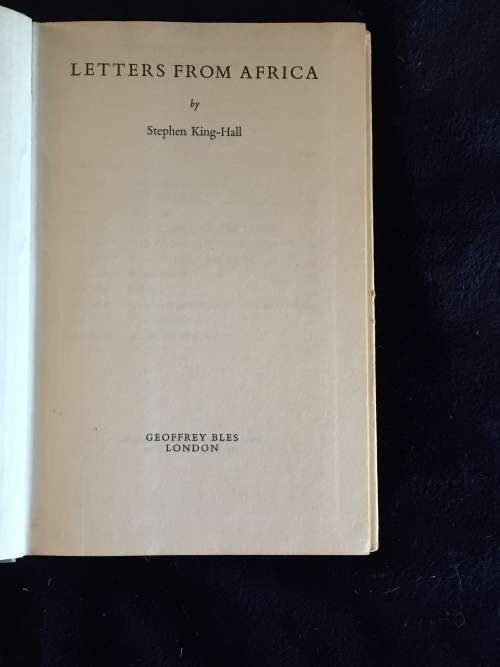 LETTERS FROM AFRICA
by
Stephen King-Hall
GEOFFREY BLES
LONDON